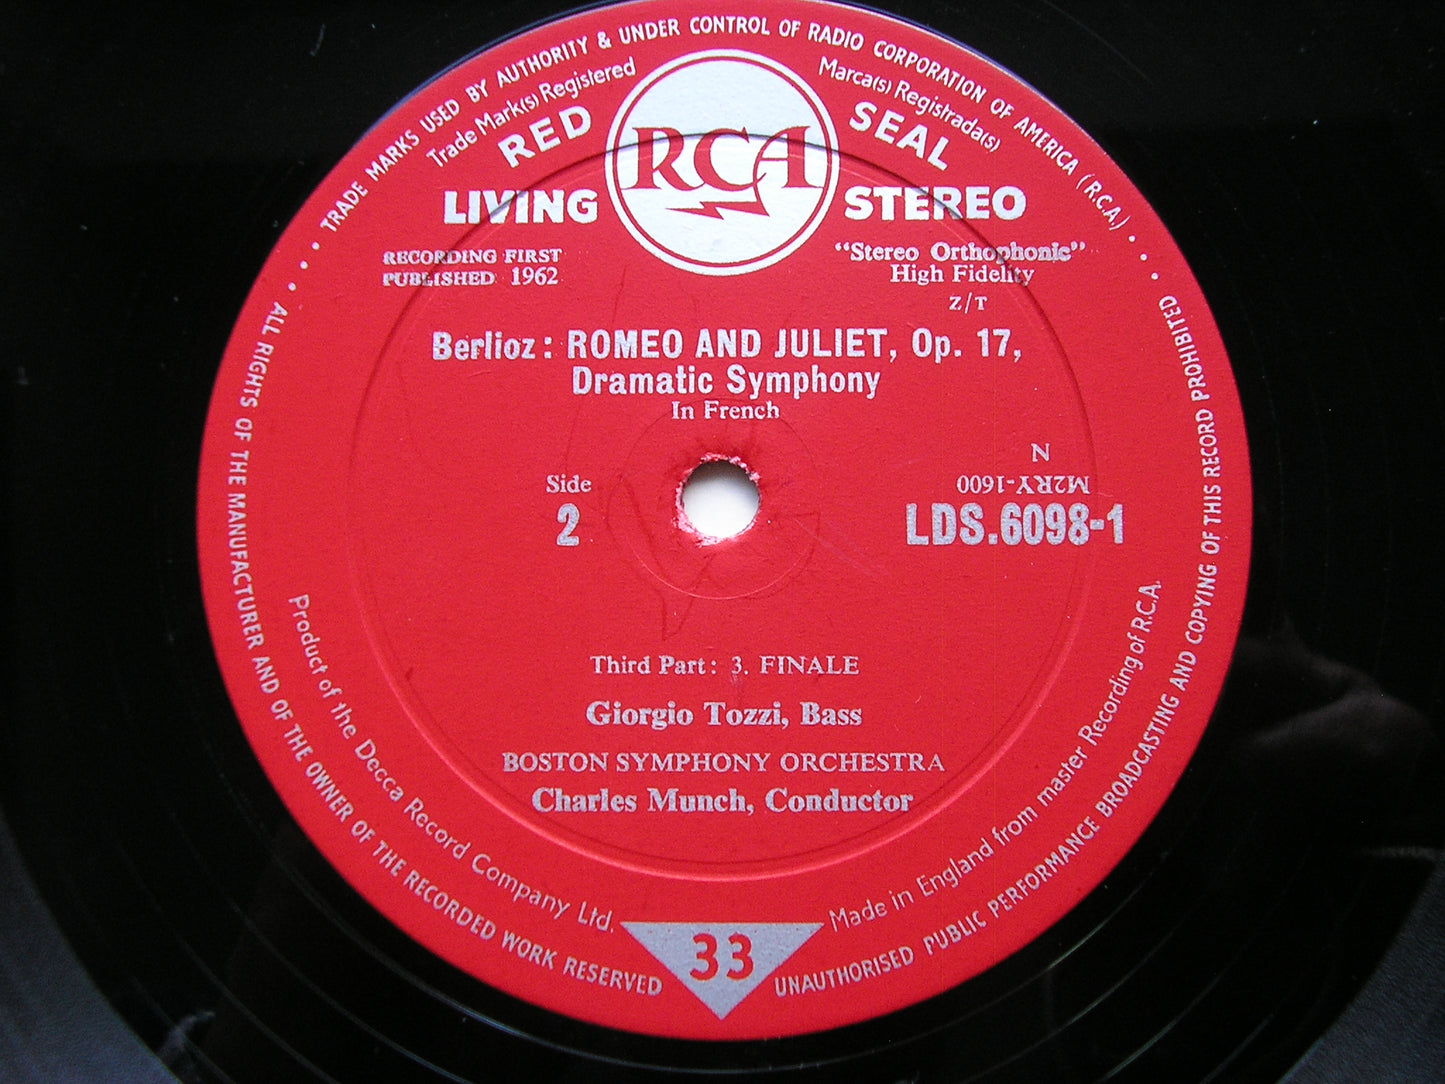 TRADE MARKS USED BY AUTHORITY & UNDER CONTROL OF RADIO CORPORATION OF AMERICA (R.C.A.)
Trade Mark(s) Registered
Marca(s) Registrada(s)
RED
SEAL
RCA
LIVING
STEREO
RECORDING FIRST
PUBLISHED 1962
"Stereo Orthophonic"
High Fidelity
Z/T
Berlioz: ROMEO AND JULIET, Op. 17,
Dramatic Symphony
In French
N
M2RY-1600
Side
2
LDS.6098-1
Third Part: 3. FINALE
Giorgio Tozzi, Bass
BOSTON SYMPHONY ORCHESTRA
Charles Munch, Conductor
Product of the Decca Record Company Ltd.
Made in England from master Recording of R.C.A.
33
ALL RIGHTS OF THE MANUFACTURER AND OF THE OWNER OF THE RECORDED WORK RESERVED
UNAUTHORISED PUBLIC PERFORMANCE BROADCASTING AND COPYING OF THIS RECORD PROHIBITED